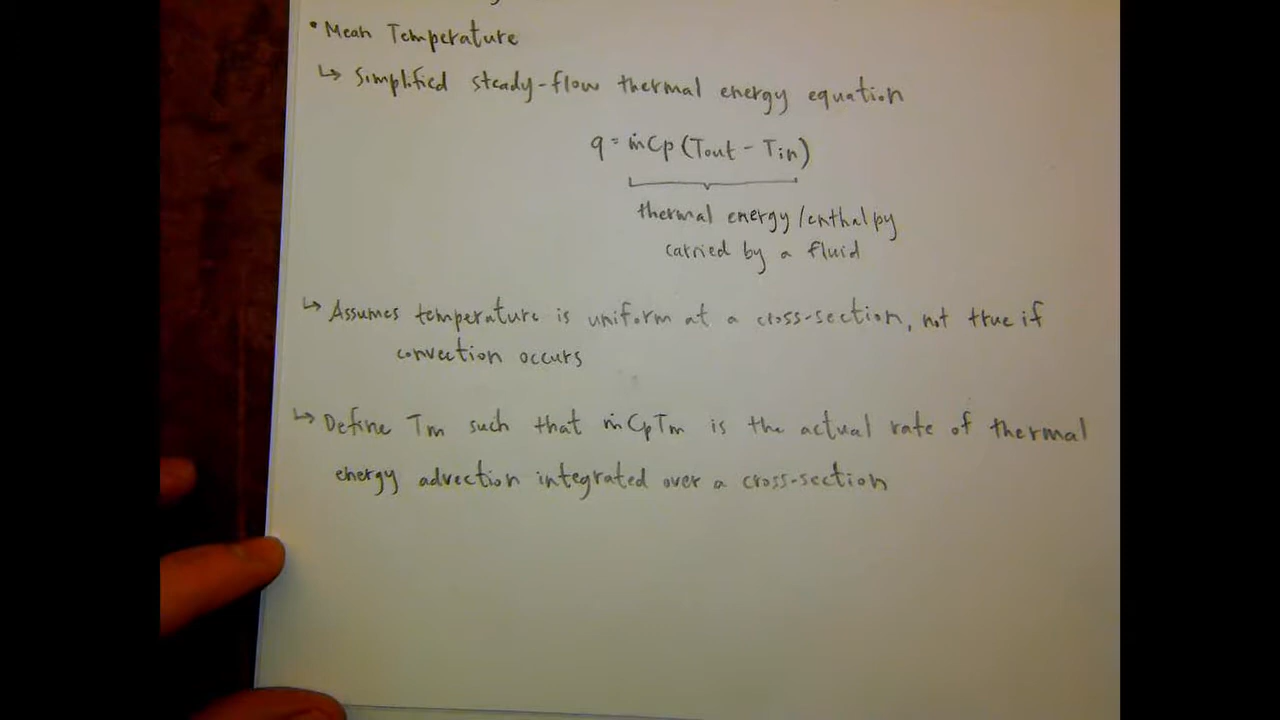 • Mean Temperature
↳ Simplified steady-flow thermal energy equation
q = ṁCp(Tout - Tin)
thermal energy/enthalpy
carried by a fluid
↳ Assumes temperature is uniform at a cross-section, not true if
convection occurs
↳ Define Tm such that ṁCpTm is the actual rate of thermal
energy advection integrated over a cross-section